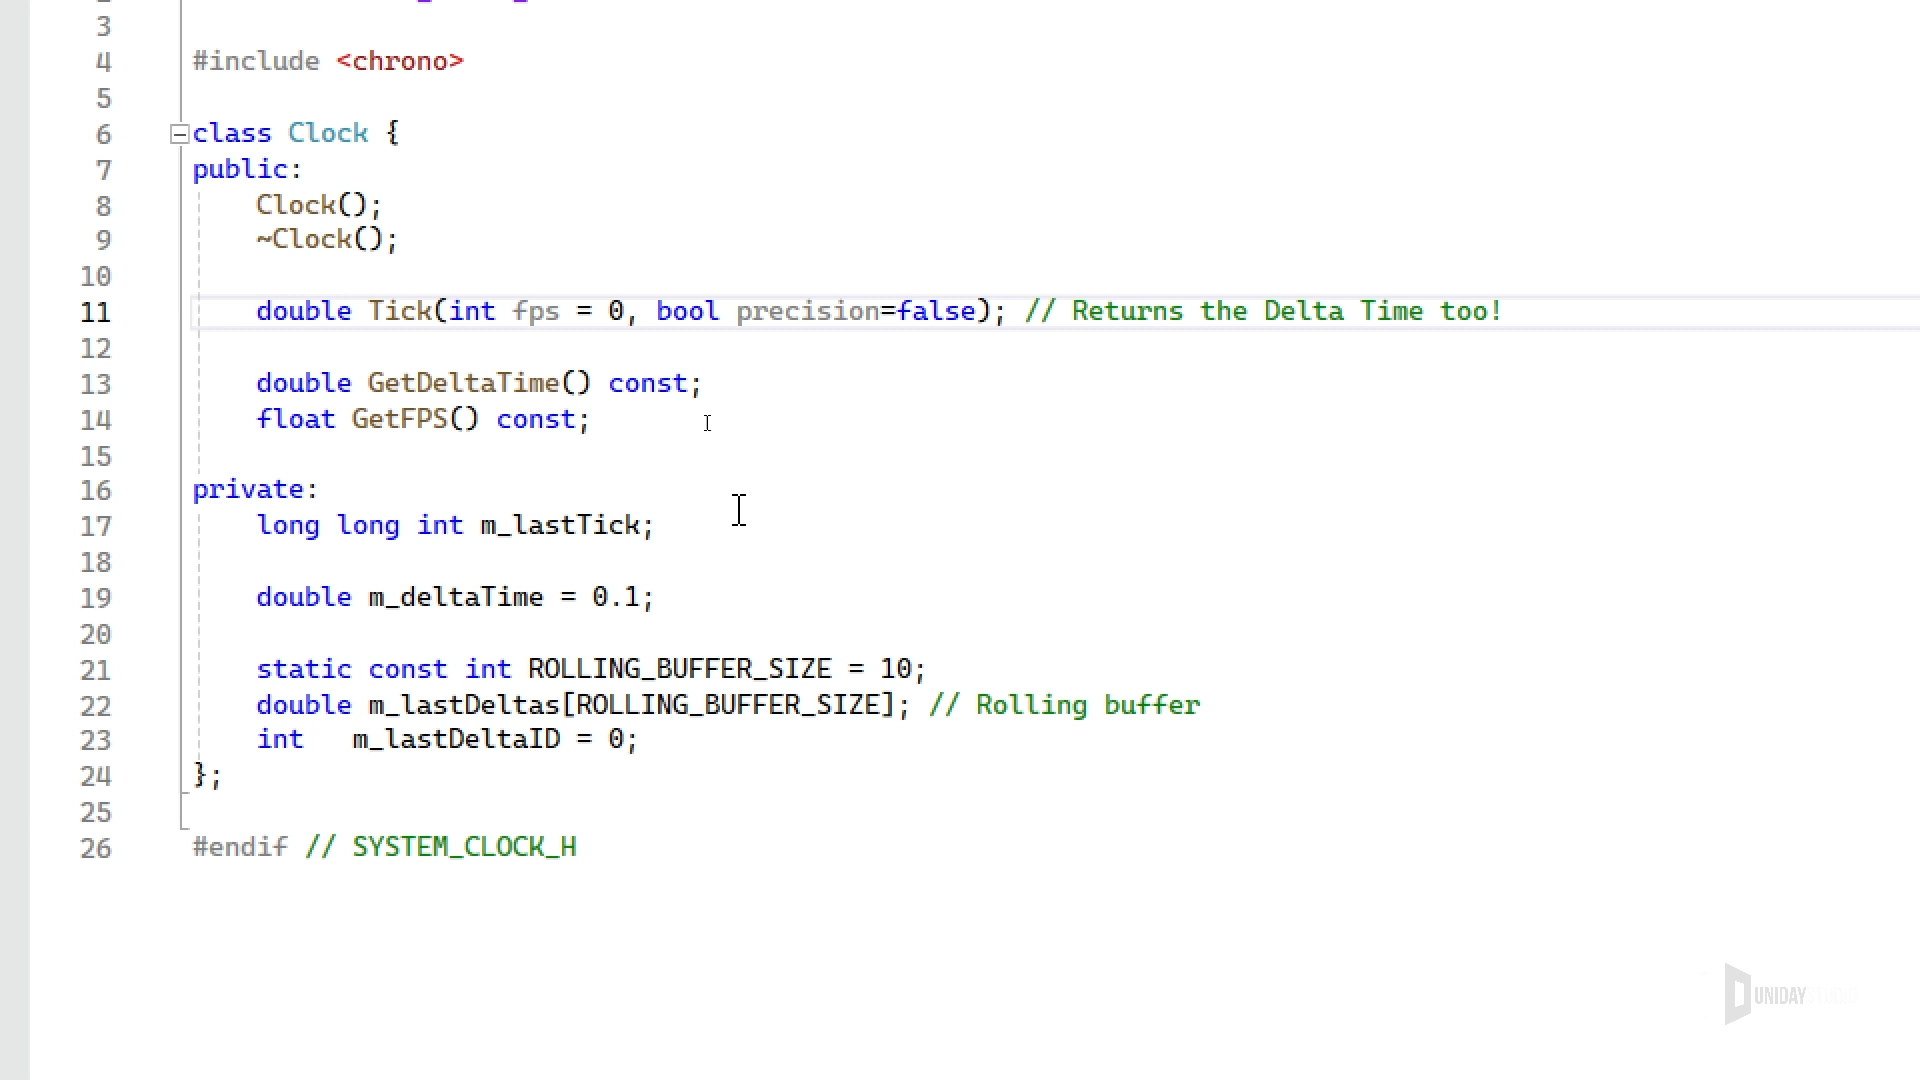 3
4 #include <chrono>
5
6 class Clock {
7 public:
8 Clock();
9 ~Clock();
10
11 double Tick(int fps = 0, bool precision=false); // Returns the Delta Time too!
12
13 double GetDeltaTime() const;
14 float GetFPS() const;
15
16 private:
17 long long int m_lastTick;
18
19 double m_deltaTime = 0.1;
20
21 static const int ROLLING_BUFFER_SIZE = 10;
22 double m_lastDeltas[ROLLING_BUFFER_SIZE]; // Rolling buffer
23 int   m_lastDeltaID = 0;
24 };
25
26 #endif // SYSTEM_CLOCK_H
UNIDAY